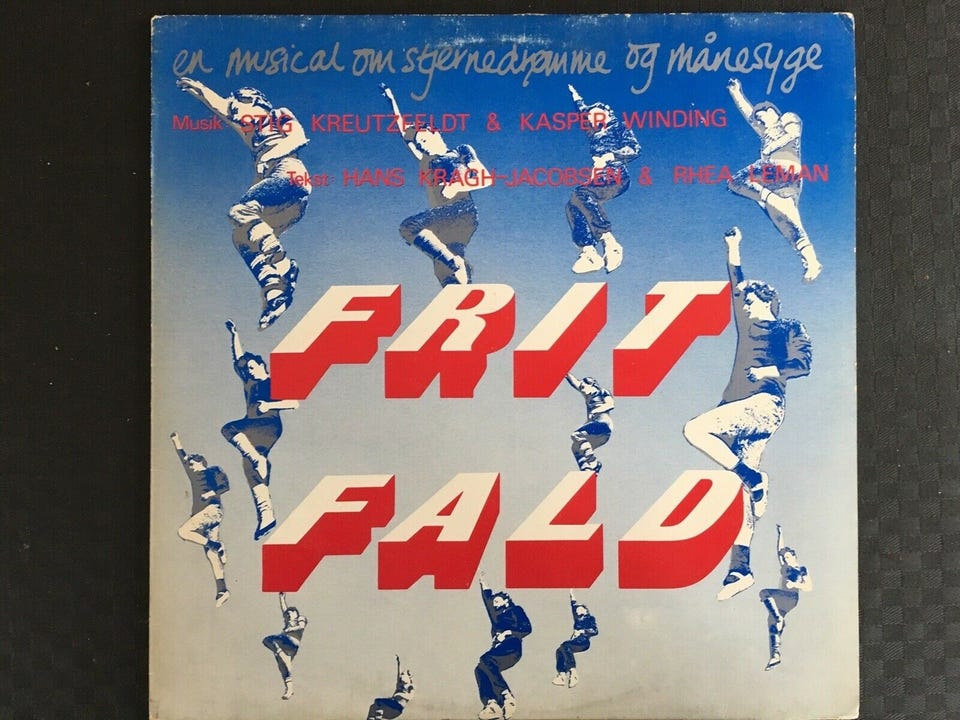 en musical om stjernedrømme og månesyge
Musik: STIG KREUTZFELDT & KASPER WINDING
Tekst: HANS KRAGH-JACOBSEN & RHEA LEMAN
FRIT
FALD